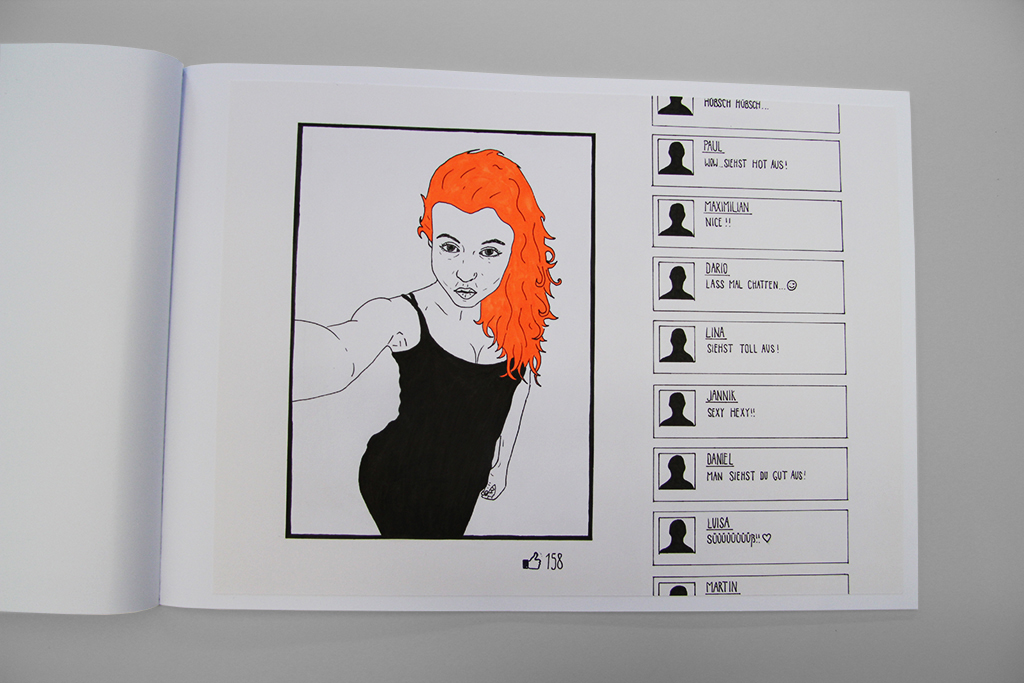 HÜBSCH HÜBSCH...
PAUL
WOW...SIEHST HOT AUS!
MAXIMILIAN
NICE!!
DARIO
LASS MAL CHATTEN...☺
LINA
SIEHST TOLL AUS!
JANNIK
SEXY HEXY!!
DANIEL
MAN SIEHST DU GUT AUS!
LUISA
SÜÜÜÜÜÜÜß!!♡
MARTIN
158